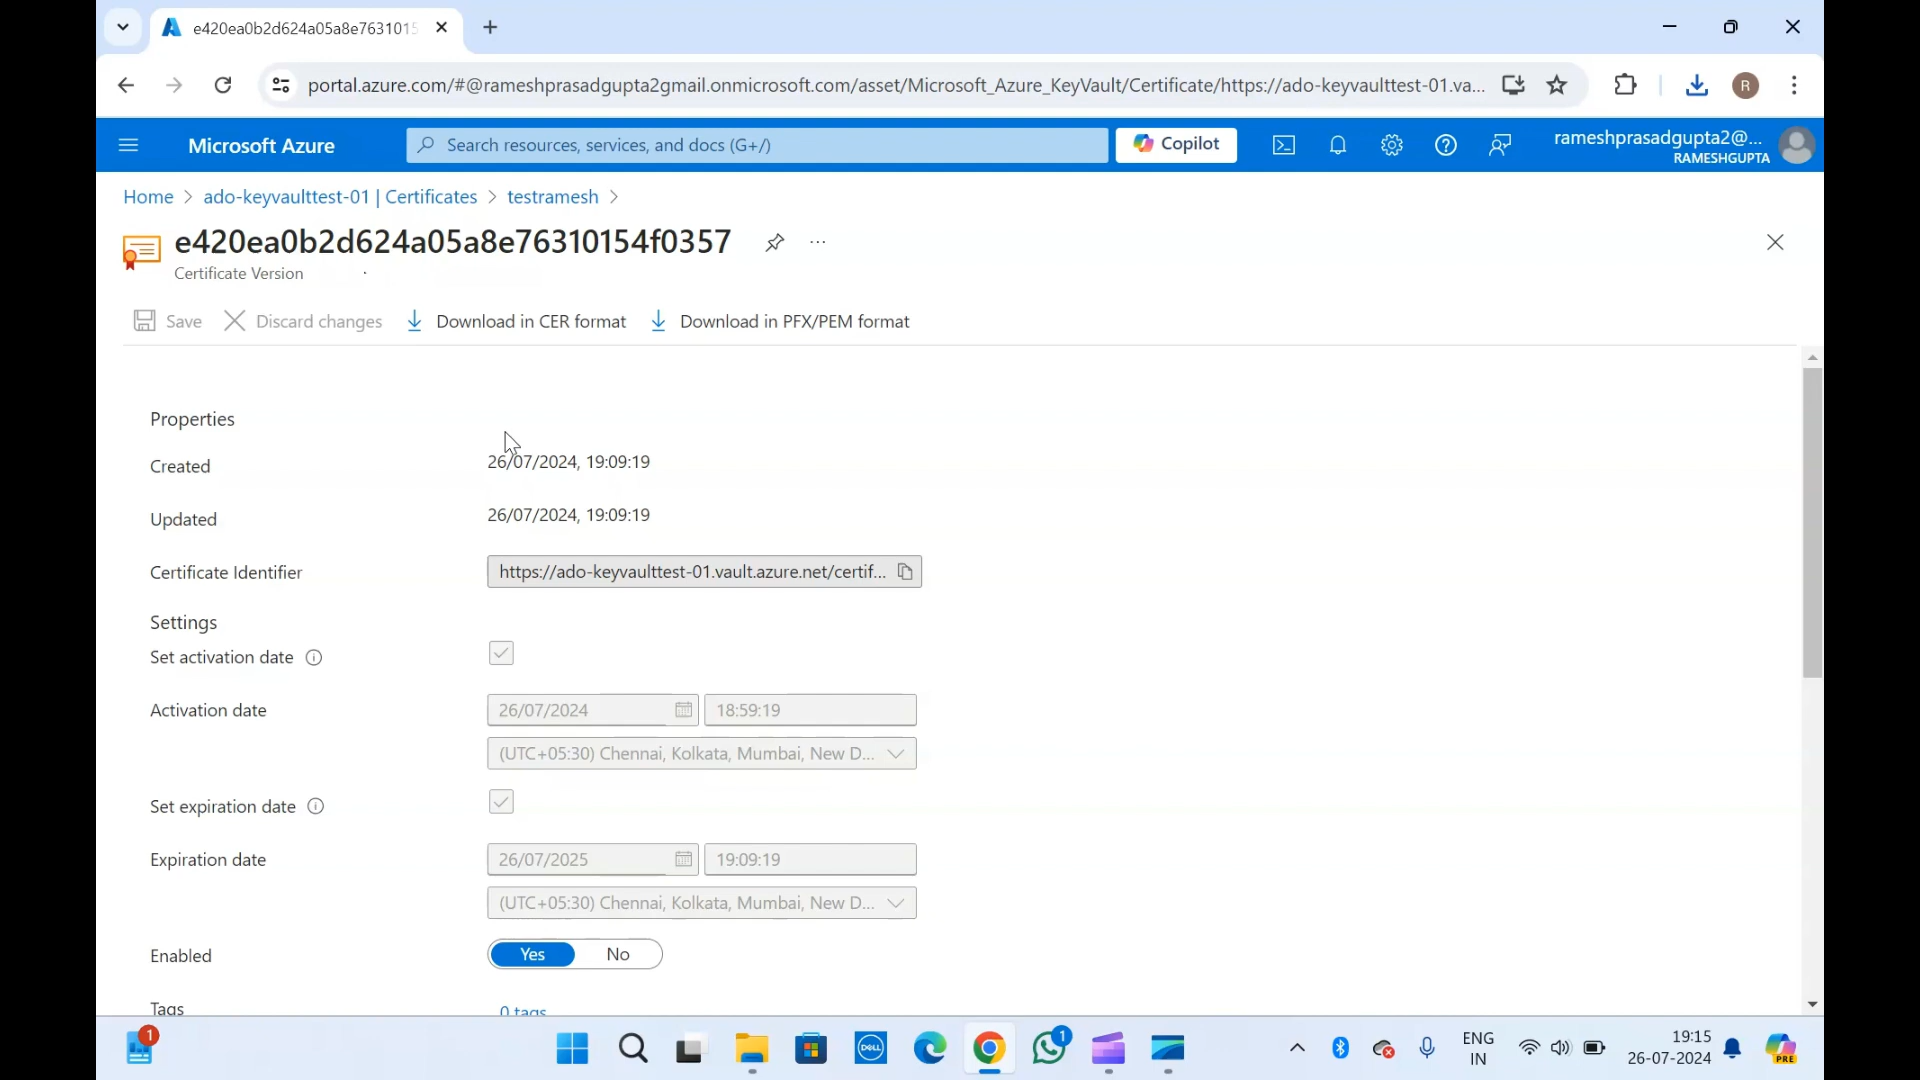 e420ea0b2d624a05a8e7631015
portal.azure.com/#@rameshprasadgupta2gmail.onmicrosoft.com/asset/Microsoft_Azure_KeyVault/Certificate/https://ado-keyvaulttest-01.va...
R
Microsoft Azure
Search resources, services, and docs (G+/)
Copilot
rameshprasadgupta2@...
RAMESHGUPTA
Home > ado-keyvaulttest-01 | Certificates > testramesh >
e420ea0b2d624a05a8e76310154f0357
...
Certificate Version
Save
Discard changes
Download in CER format
Download in PFX/PEM format
Properties
Created
26/07/2024, 19:09:19
Updated
26/07/2024, 19:09:19
Certificate Identifier
https://ado-keyvaulttest-01.vault.azure.net/certif...
Settings
Set activation date
Activation date
26/07/2024
18:59:19
(UTC+05:30) Chennai, Kolkata, Mumbai, New D...
Set expiration date
Expiration date
26/07/2025
19:09:19
(UTC+05:30) Chennai, Kolkata, Mumbai, New D...
Enabled
Yes
No
Tags
0 tags
1
DELL
1
ENG
IN
19:15
26-07-2024
PRE